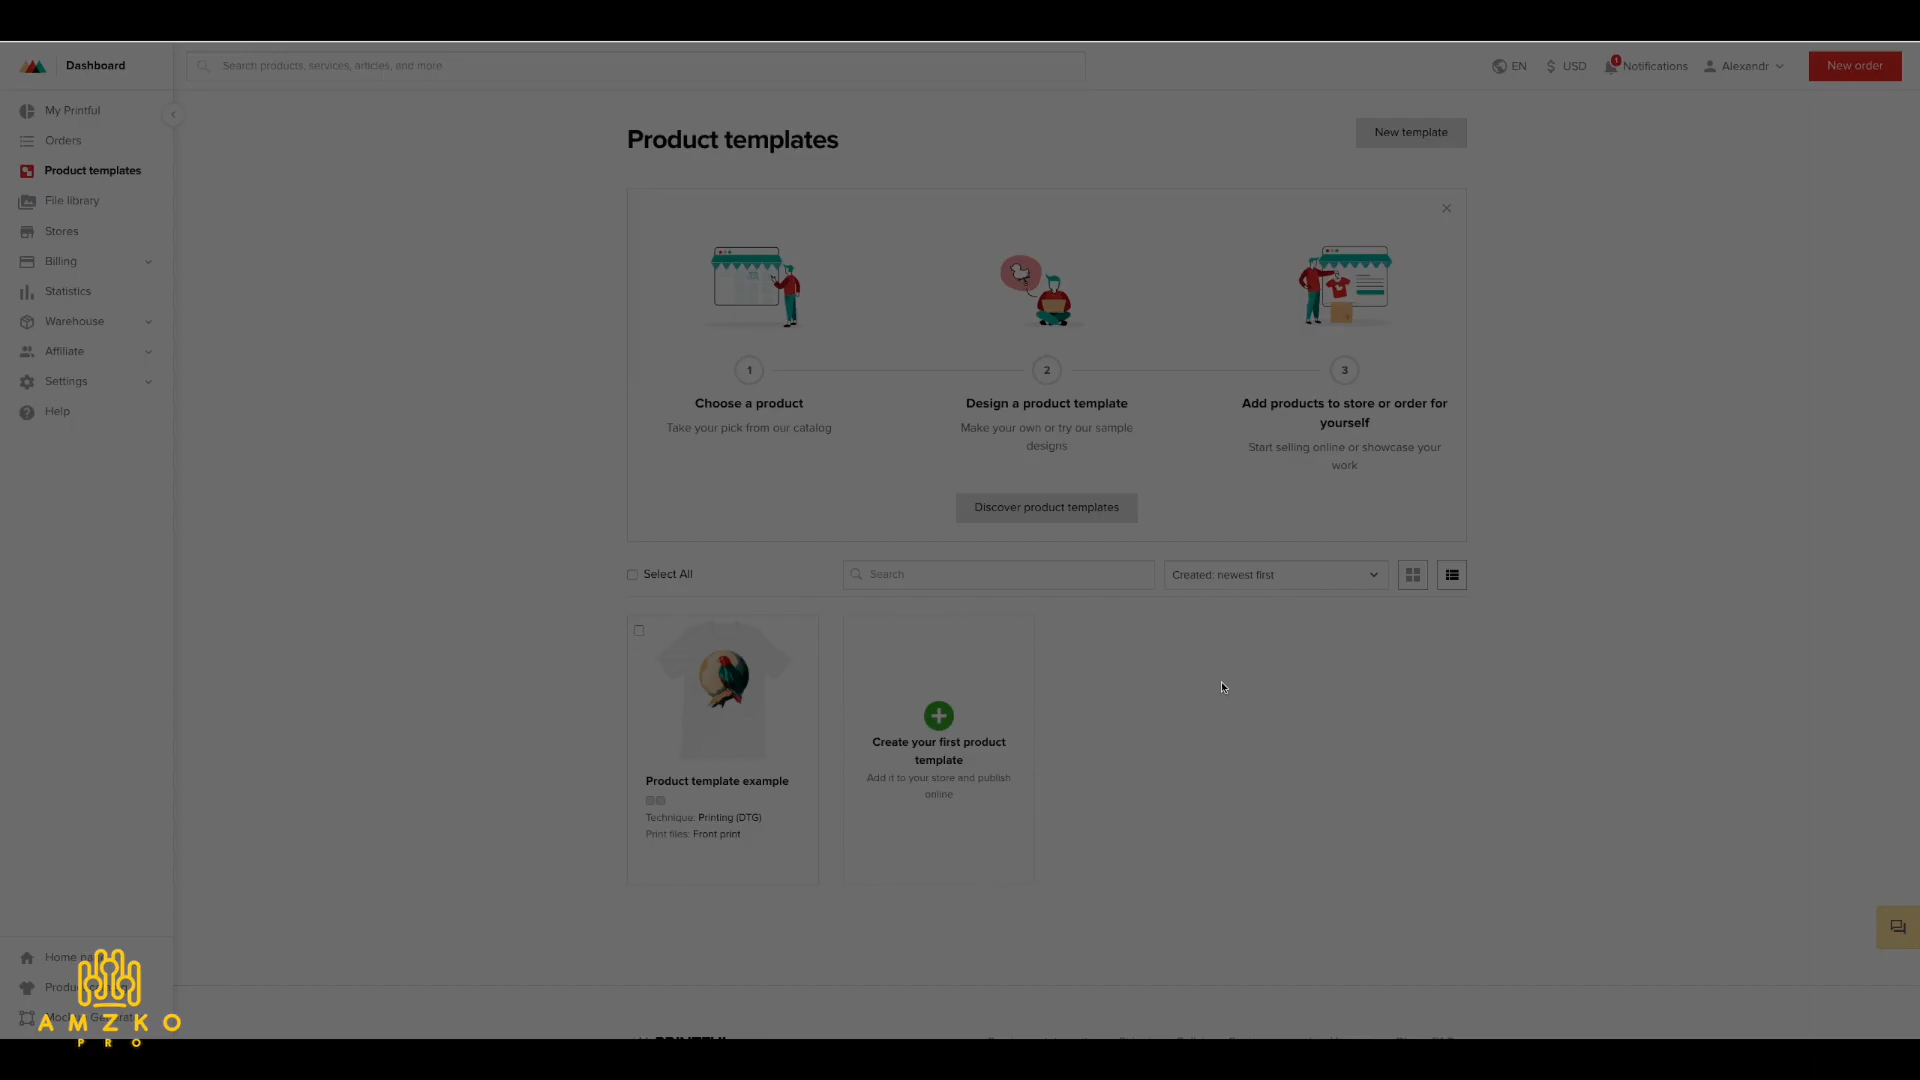 Dashboard
Search products, services, articles, and more
EN
USD
1
Notifications
Alexandr
New order
My Printful
Orders
Product templates
File library
Stores
Billing
Statistics
Warehouse
Affiliate
Settings
Help
Product templates
New template
1
2
3
Choose a product
Take your pick from our catalog
Design a product template
Make your own or try our sample
designs
Add products to store or order for
yourself
Start selling online or showcase your
work
Discover product templates
Select All
Search
Created: newest first
Product template example
Technique: Printing (DTG)
Print files: Front print
Create your first product
template
Add it to your store and publish
online
Home
AMZKO
PRO